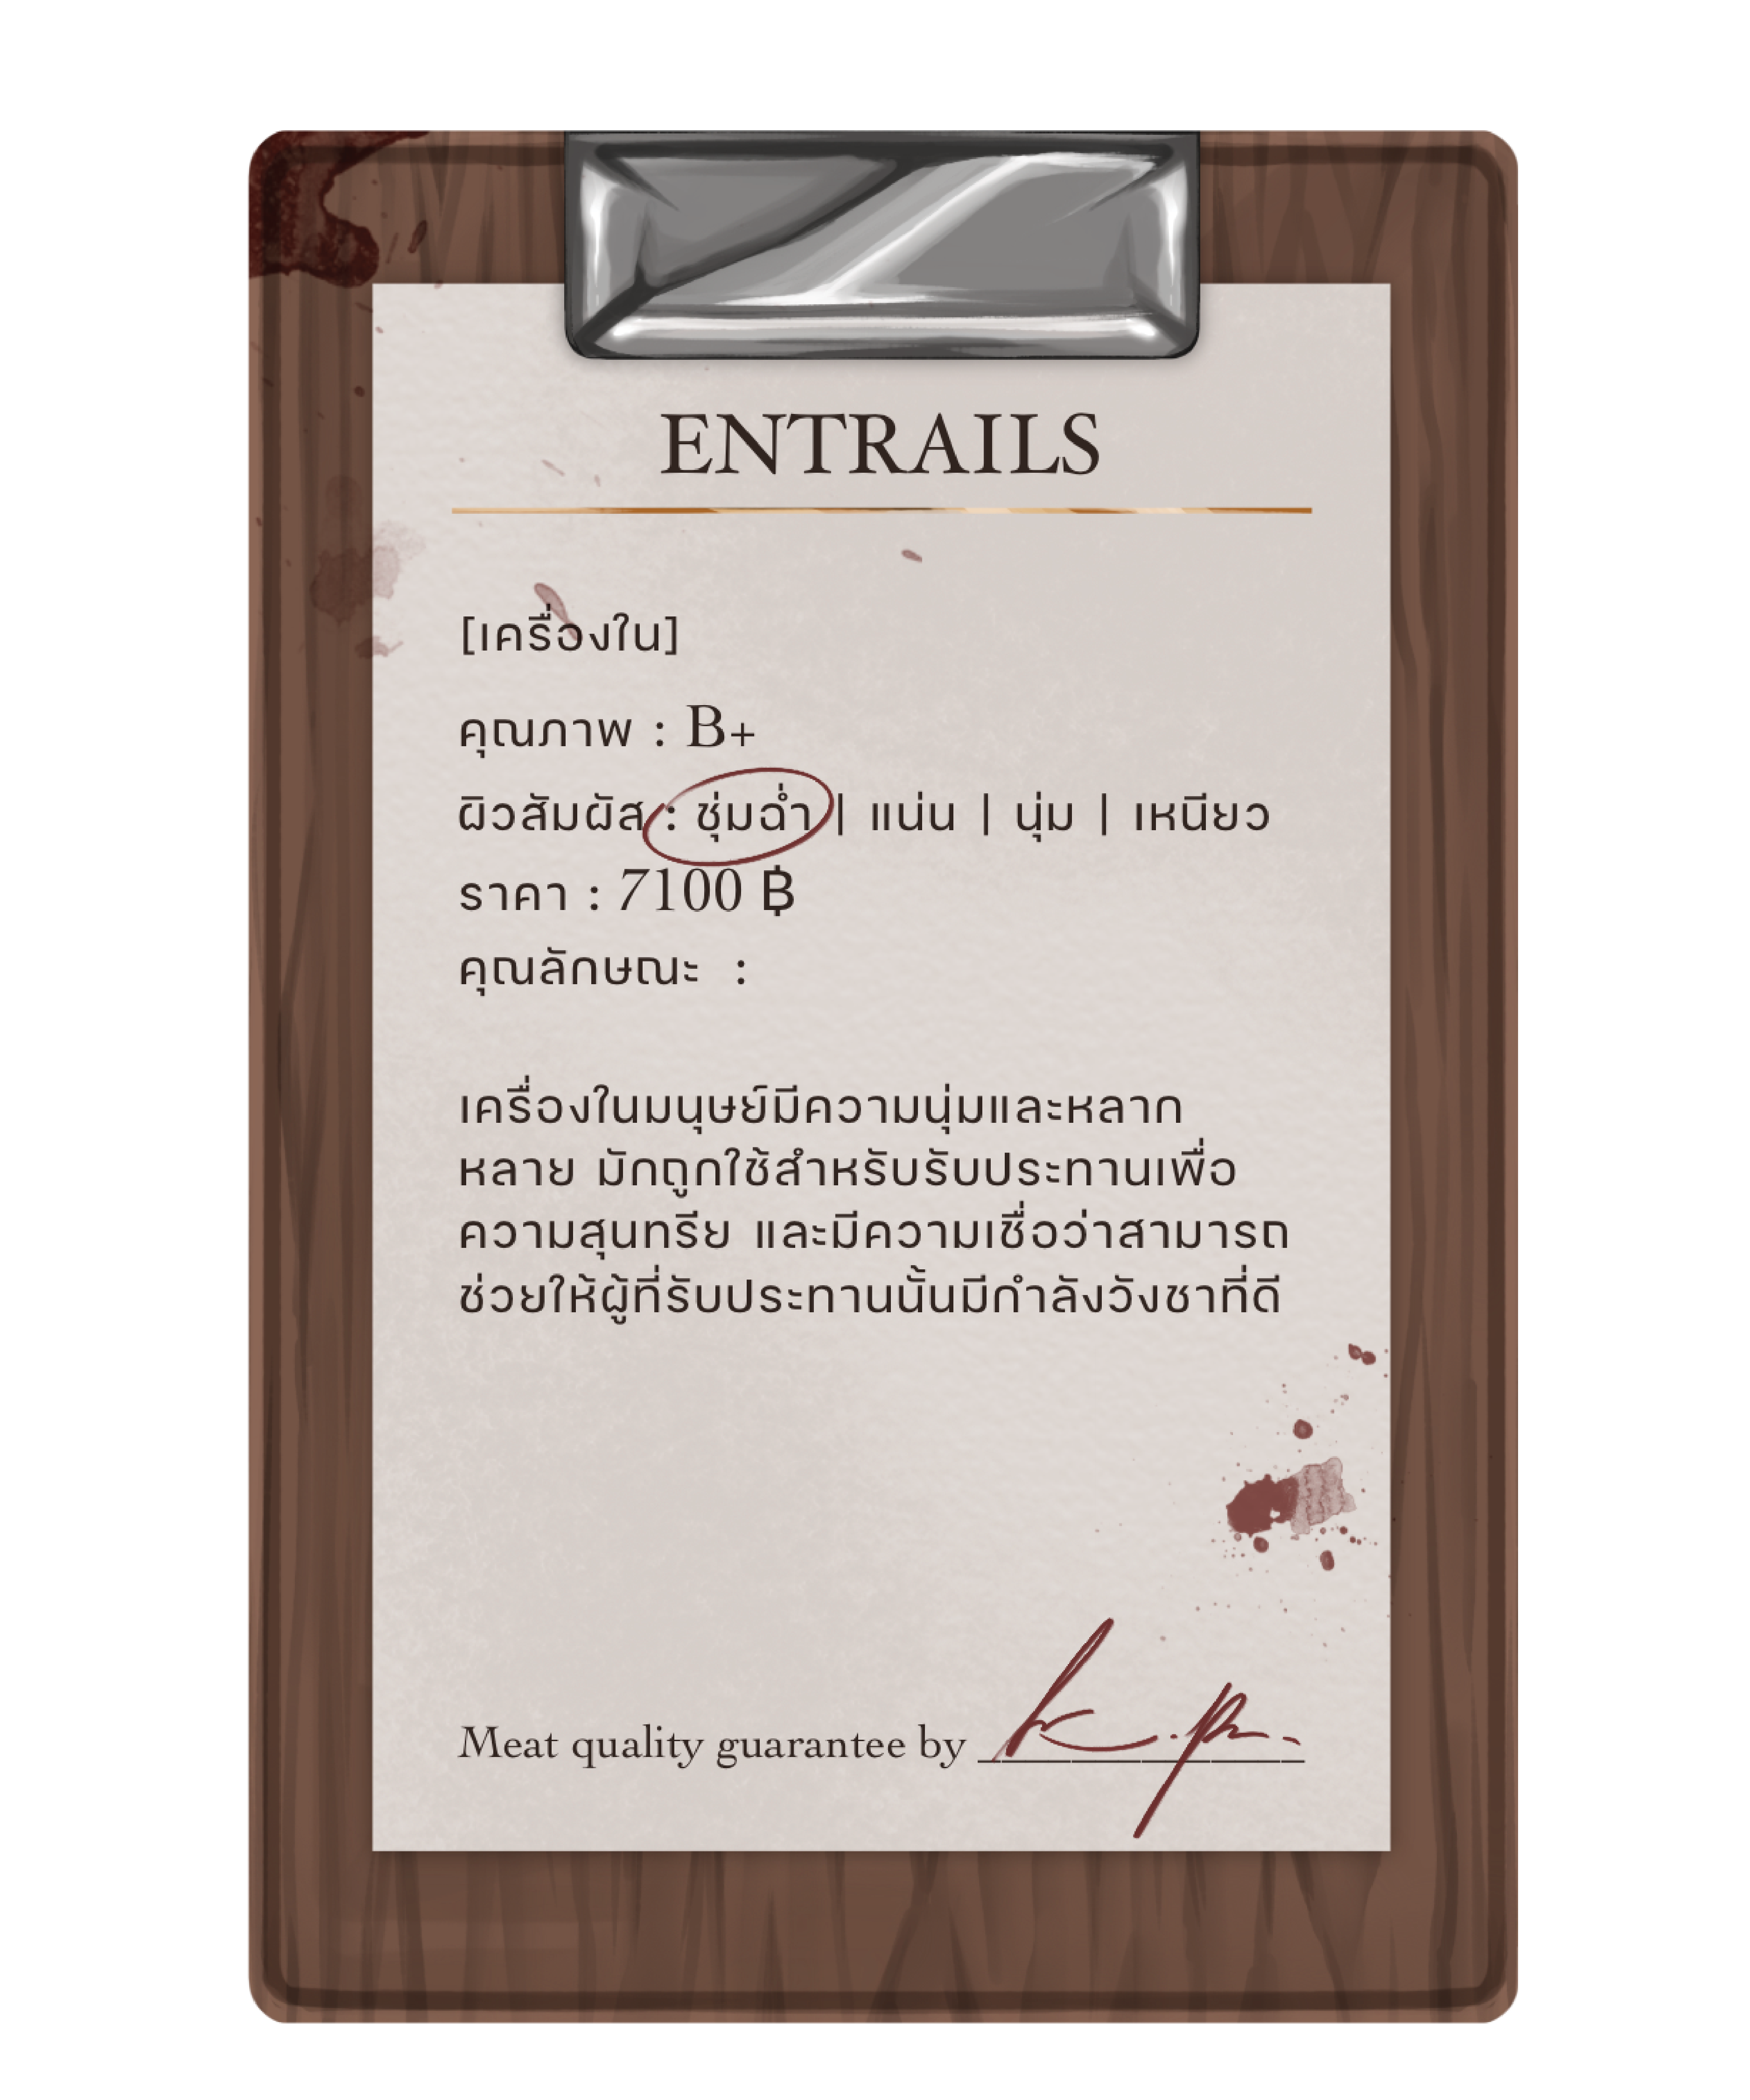 ENTRAILS
[เครื่องใน]
คุณภาพ : B+
ผิวสัมผัส : ชุ่มฉ่ำ | แน่น | นุ่ม | เหนียว
ราคา : 7100 ฿
คุณลักษณะ :
เครื่องในมนุษย์มีความนุ่มและหลาก
หลาย มักถูกใช้สำหรับรับประทานเพื่อ
ความสุนทรีย และมีความเชื่อว่าสามารถ
ช่วยให้ผู้ที่รับประทานนั้นมีกำลังวังชาที่ดี
Meat quality guarantee by